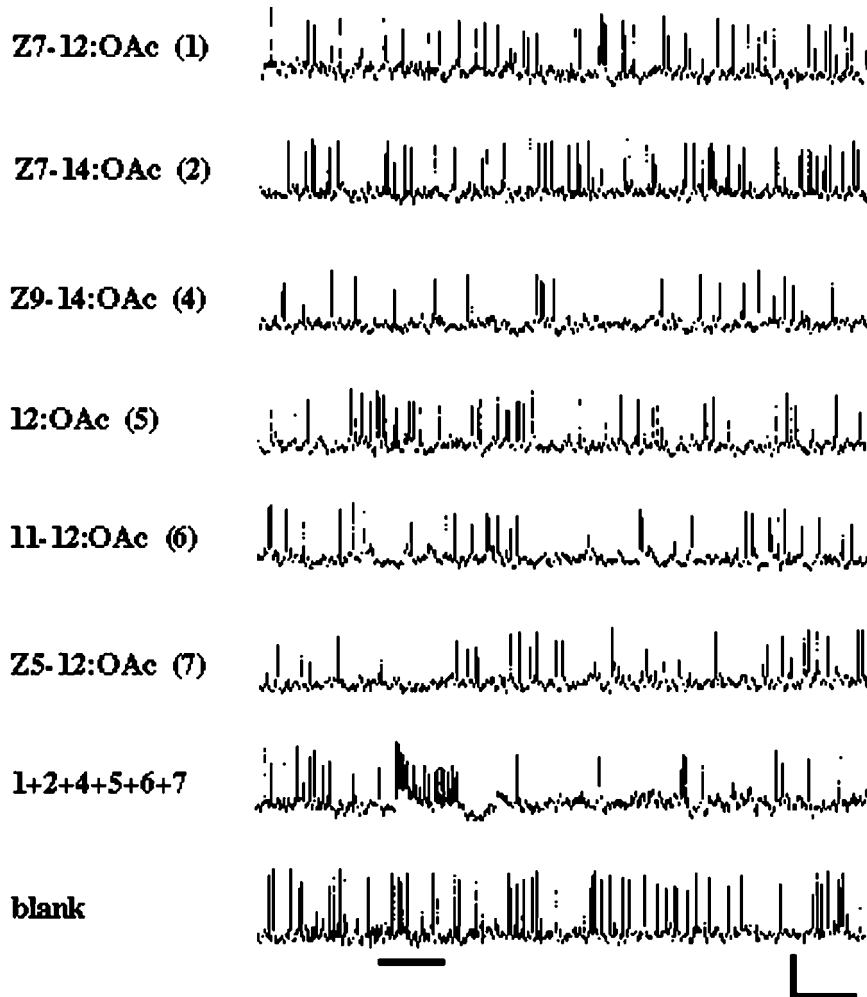 Z7-12:OAc (1)
Z7-14:OAc (2)
Z9-14:OAc (4)
12:OAc (5)
11-12:OAc (6)
Z5-12:OAc (7)
1+2+4+5+6+7
blank